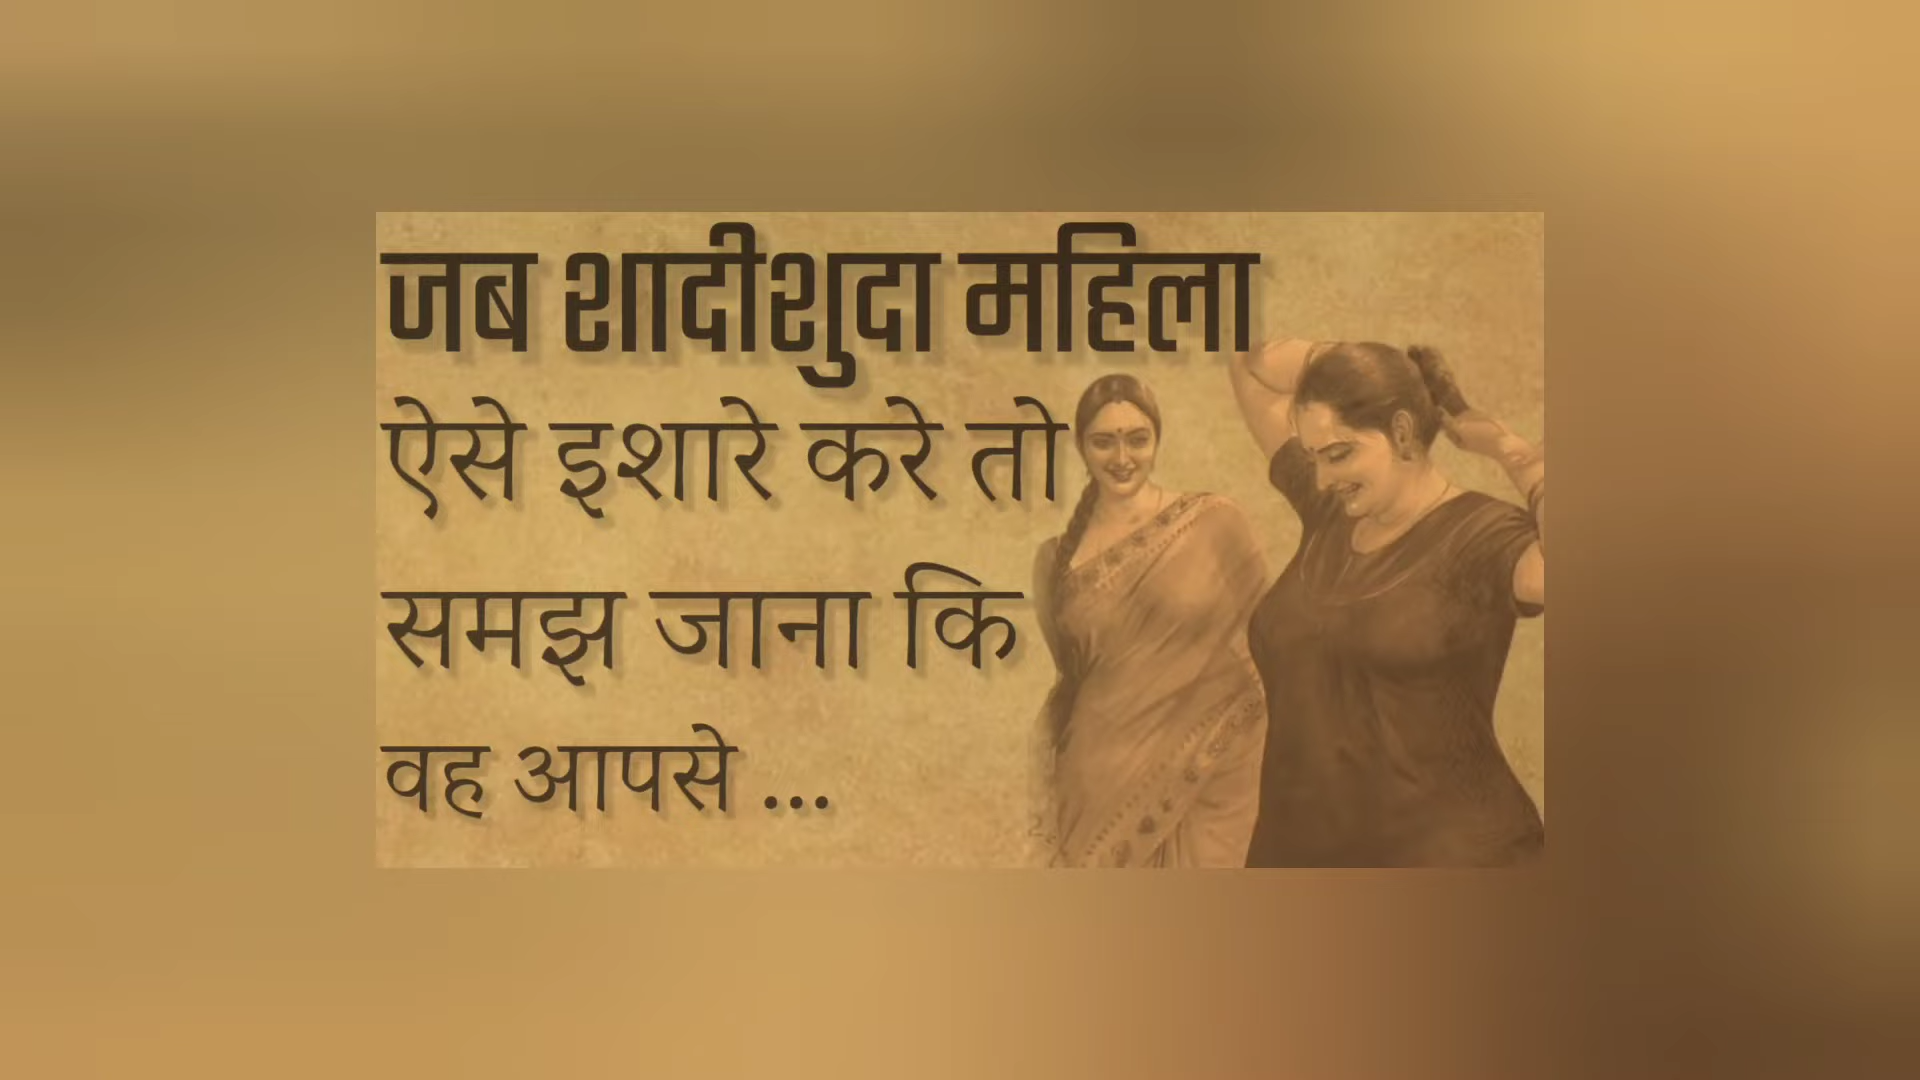 जब शादीशुदा महिला
ऐसे इशारे करे तो
समझ जाना कि
वह आपसे ...